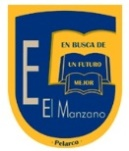 EN BUSCA DE
UN FUTURO
MEJOR
E El Manzano
- Pelarco -